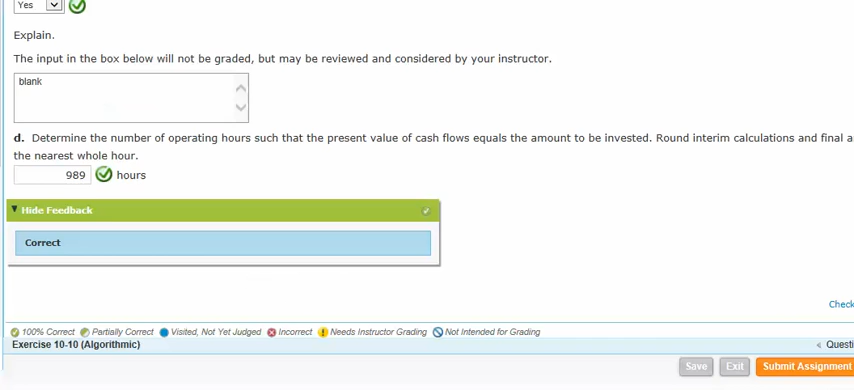 Yes
Explain.
The input in the box below will not be graded, but may be reviewed and considered by your instructor.
blank
d. Determine the number of operating hours such that the present value of cash flows equals the amount to be invested. Round interim calculations and final a
the nearest whole hour.
989 hours
Hide Feedback
Correct
Check
100% Correct Partially Correct Visited, Not Yet Judged Incorrect Needs Instructor Grading Not Intended for Grading
Exercise 10-10 (Algorithmic) Questi
Save Exit Submit Assignment